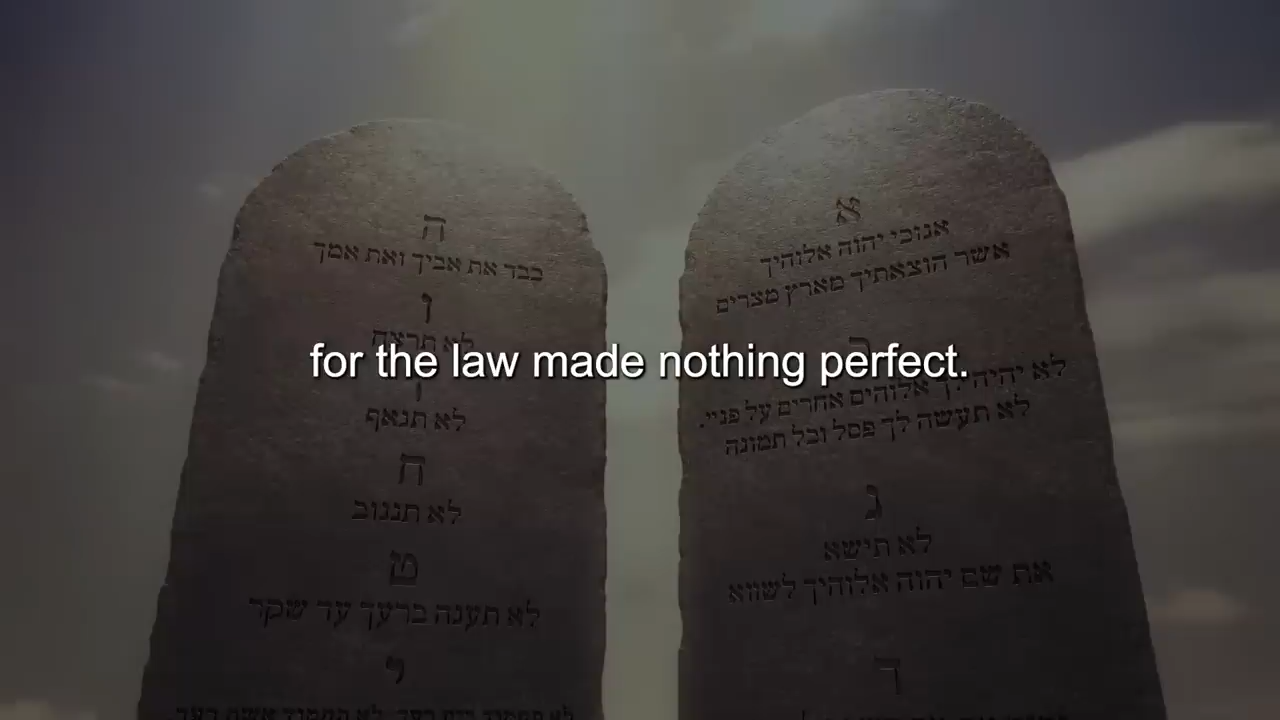 א
אנוכי יהוה אלוהיך
אשר הוצאתיך מארץ מצרים
ב
לא יהיה לך אלוהים אחרים על פניי.
לא תעשה לך פסל וכל תמונה
ג
לא תישא
את שם יהוה אלוהיך לשווא
ד
ה
כבד את אביך ואת אמך
ו
לא תרצח
ז
לא תנאף
ח
לא תגנוב
ט
לא תענה ברעך עד שקר
י
for the law made nothing perfect.